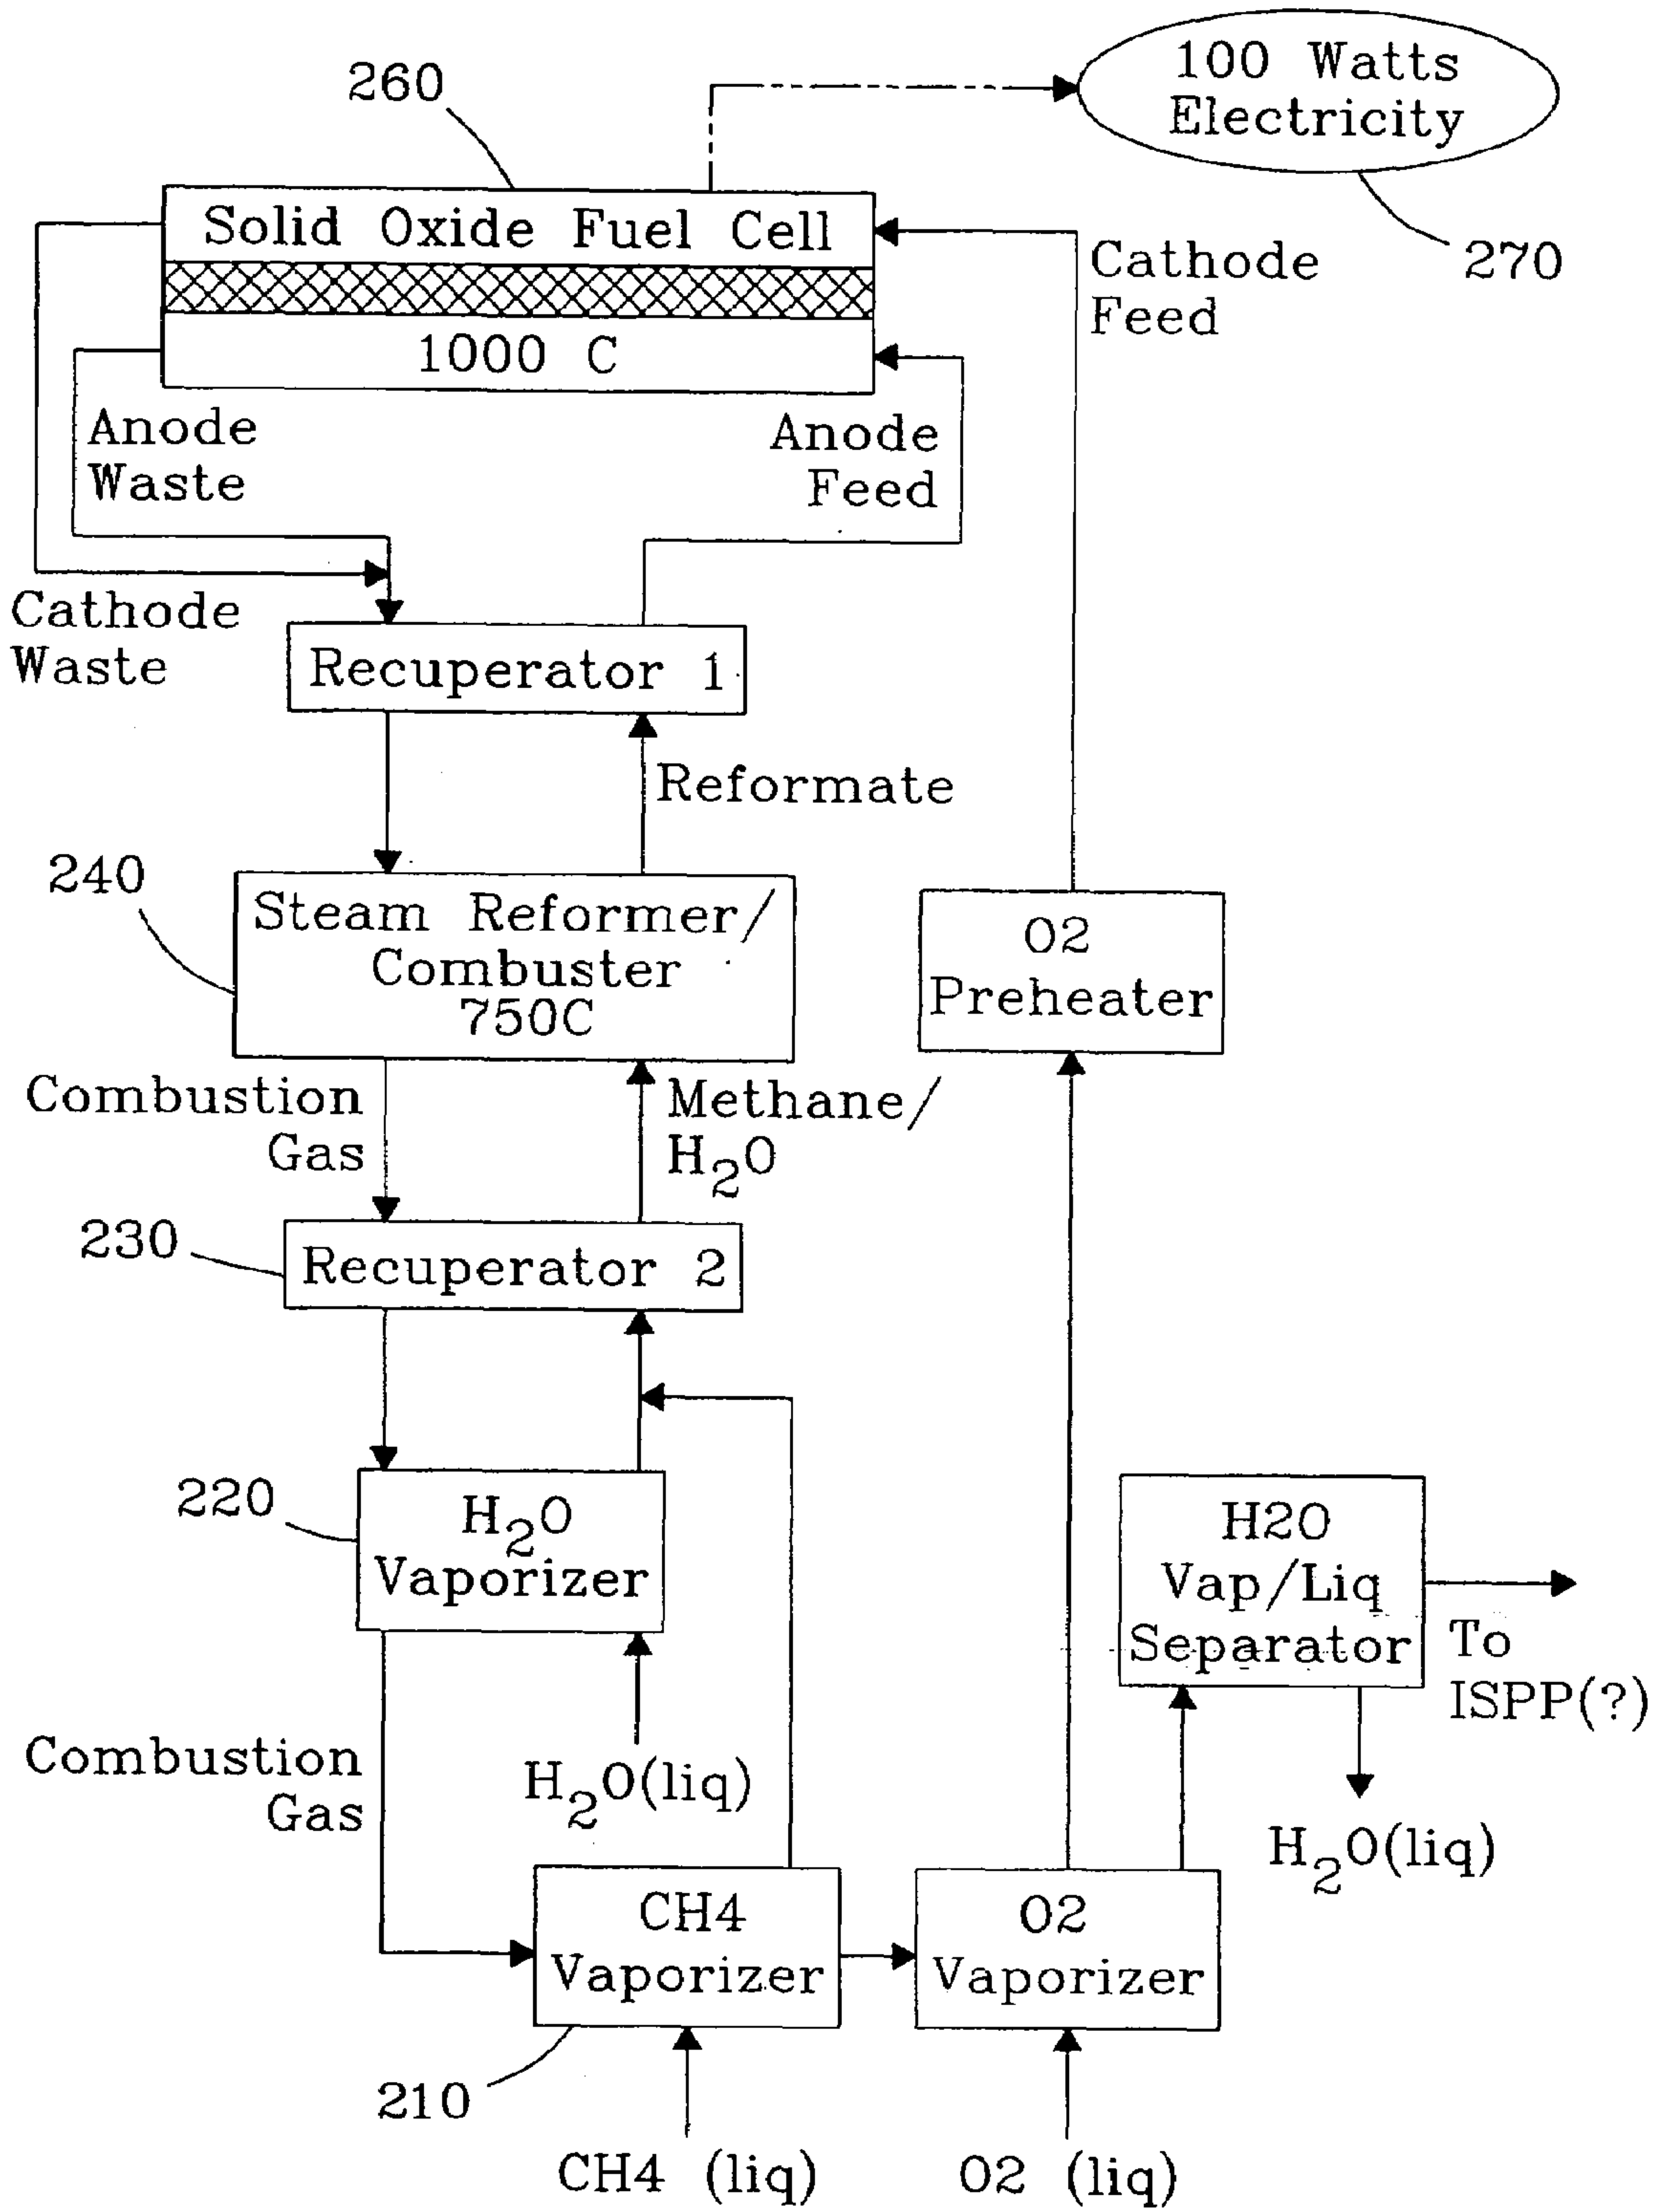 260
100 Watts
Electricity
270
Solid Oxide Fuel Cell
1000 C
Cathode
Feed
Anode
Waste
Anode
Feed
Cathode
Waste
Recuperator 1
Reformate
240
Steam Reformer/
Combuster
750C
O2
Preheater
Combustion
Gas
Methane/
H2O
230
Recuperator 2
220
H2O
Vaporizer
H2O
Vap/Liq
Separator
To
ISPP(?)
Combustion
Gas
H2O(liq)
H2O(liq)
CH4
Vaporizer
O2
Vaporizer
210
CH4 (liq)
O2 (liq)